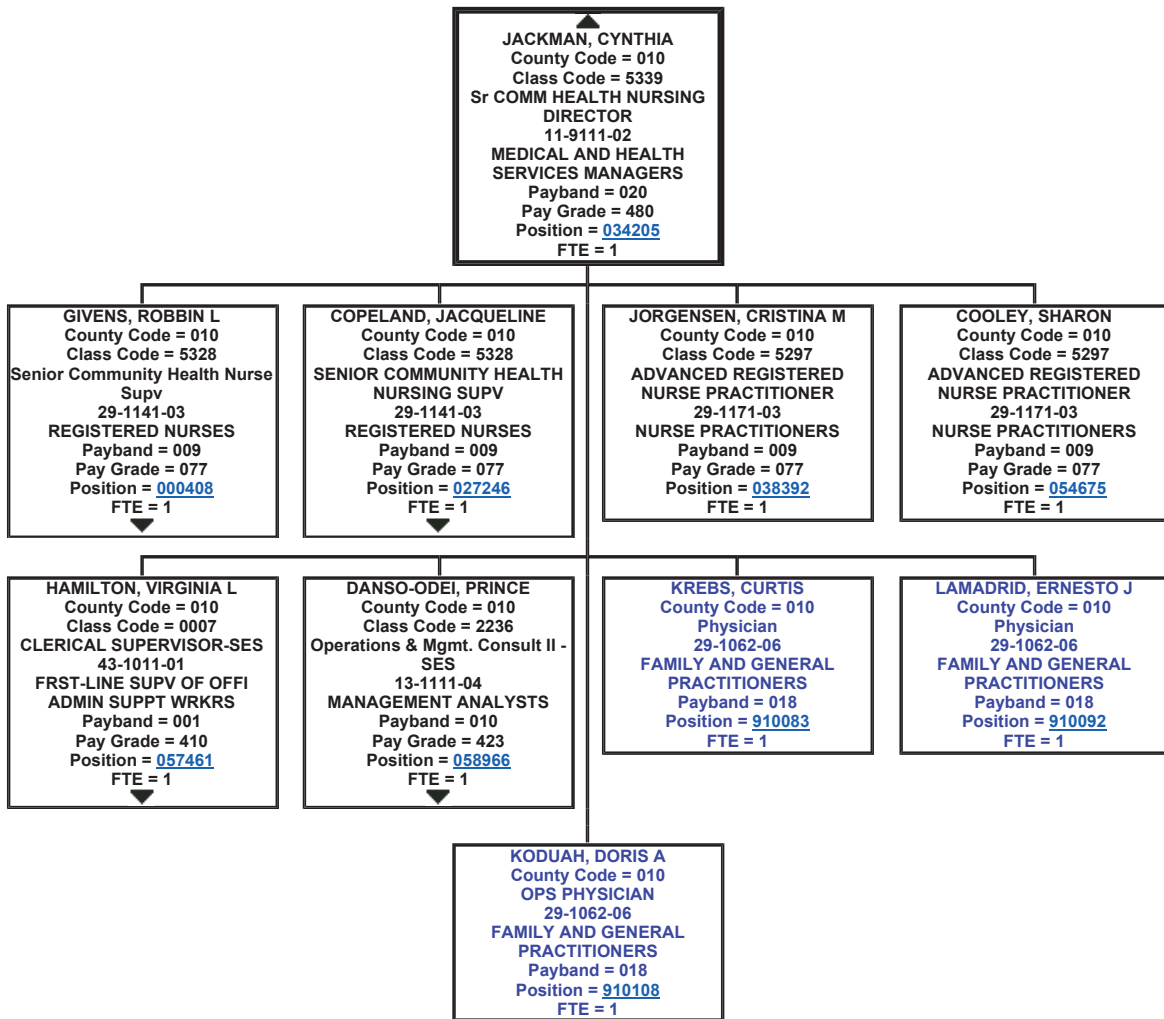 JACKMAN, CYNTHIA
County Code = 010
Class Code = 5339
Sr COMM HEALTH NURSING
DIRECTOR
11-9111-02
MEDICAL AND HEALTH
SERVICES MANAGERS
Payband = 020
Pay Grade = 480
Position = 034205
FTE = 1
GIVENS, ROBBIN L
County Code = 010
Class Code = 5328
Senior Community Health Nurse
Supv
29-1141-03
REGISTERED NURSES
Payband = 009
Pay Grade = 077
Position = 000408
FTE = 1
COPELAND, JACQUELINE
County Code = 010
Class Code = 5328
SENIOR COMMUNITY HEALTH
NURSING SUPV
29-1141-03
REGISTERED NURSES
Payband = 009
Pay Grade = 077
Position = 027246
FTE = 1
JORGENSEN, CRISTINA M
County Code = 010
Class Code = 5297
ADVANCED REGISTERED
NURSE PRACTITIONER
29-1171-03
NURSE PRACTITIONERS
Payband = 009
Pay Grade = 077
Position = 038392
FTE = 1
COOLEY, SHARON
County Code = 010
Class Code = 5297
ADVANCED REGISTERED
NURSE PRACTITIONER
29-1171-03
NURSE PRACTITIONERS
Payband = 009
Pay Grade = 077
Position = 054675
FTE = 1
HAMILTON, VIRGINIA L
County Code = 010
Class Code = 0007
CLERICAL SUPERVISOR-SES
43-1011-01
FRST-LINE SUPV OF OFFI
ADMIN SUPPT WRKRS
Payband = 001
Pay Grade = 410
Position = 057461
FTE = 1
DANSO-ODEI, PRINCE
County Code = 010
Class Code = 2236
Operations & Mgmt. Consult II -
SES
13-1111-04
MANAGEMENT ANALYSTS
Payband = 010
Pay Grade = 423
Position = 058966
FTE = 1
KREBS, CURTIS
County Code = 010
Physician
29-1062-06
FAMILY AND GENERAL
PRACTITIONERS
Payband = 018
Position = 910083
FTE = 1
LAMADRID, ERNESTO J
County Code = 010
Physician
29-1062-06
FAMILY AND GENERAL
PRACTITIONERS
Payband = 018
Position = 910092
FTE = 1
KODUAH, DORIS A
County Code = 010
OPS PHYSICIAN
29-1062-06
FAMILY AND GENERAL
PRACTITIONERS
Payband = 018
Position = 910108
FTE = 1